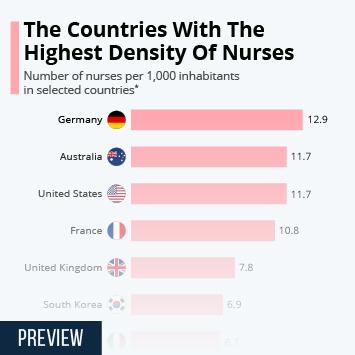 The Countries With The
Highest Density Of Nurses
Number of nurses per 1,000 inhabitants
in selected countries*
Germany 12.9
Australia 11.7
United States 11.7
France 10.8
United Kingdom 7.8
South Korea 6.9
PREVIEW